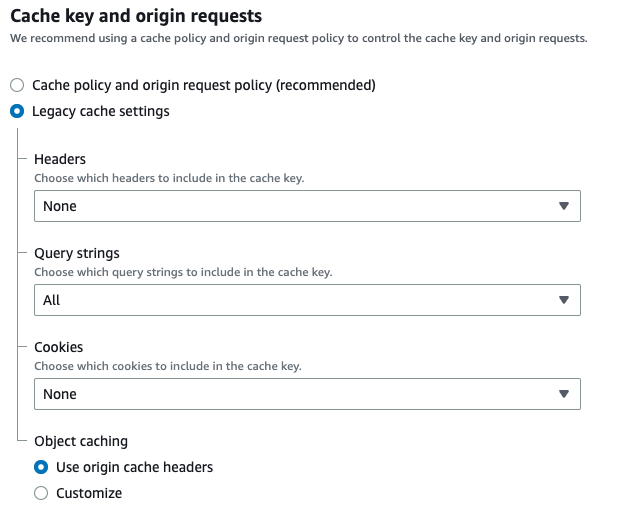 Cache key and origin requests
We recommend using a cache policy and origin request policy to control the cache key and origin requests.
Cache policy and origin request policy (recommended)
Legacy cache settings
Headers
Choose which headers to include in the cache key.
None
Query strings
Choose which query strings to include in the cache key.
All
Cookies
Choose which cookies to include in the cache key.
None
Object caching
Use origin cache headers
Customize